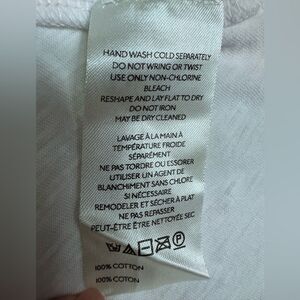 HAND WASH COLD SEPARATELY
DO NOT WRING OR TWIST
USE ONLY NON-CHLORINE
BLEACH
RESHAPE AND LAY FLAT TO DRY
DO NOT IRON
MAY BE DRY CLEANED
LAVAGE À LA MAIN À
TEMPÉRATURE FROIDE
SÉPARÉMENT
NE PAS TORDRE OU ESSORER
UTILISER UN AGENT DE
BLANCHIMENT SANS CHLORE
SI NÉCESSAIRE
REMODELER ET SÉCHER À PLAT
NE PAS REPASSER
PEUT-ÊTRE ÊTRE NETTOYÉ SEC
P
100% COTTON
100% COTON